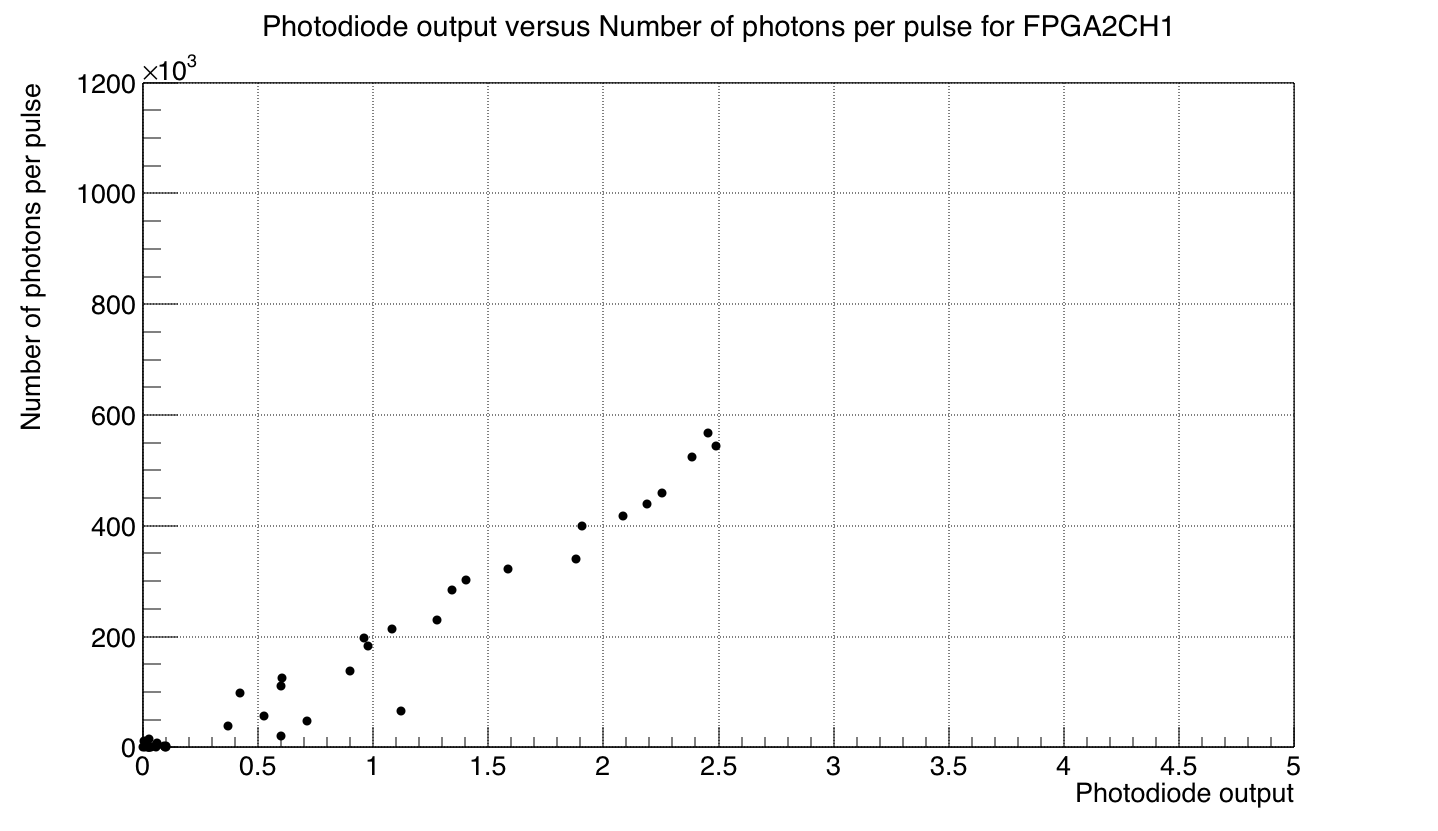 Photodiode output versus Number of photons per pulse for FPGA2CH1
×10³
Number of photons per pulse
1200
1000
800
600
400
200
0
0 0.5 1 1.5 2 2.5 3 3.5 4 4.5 5
Photodiode output